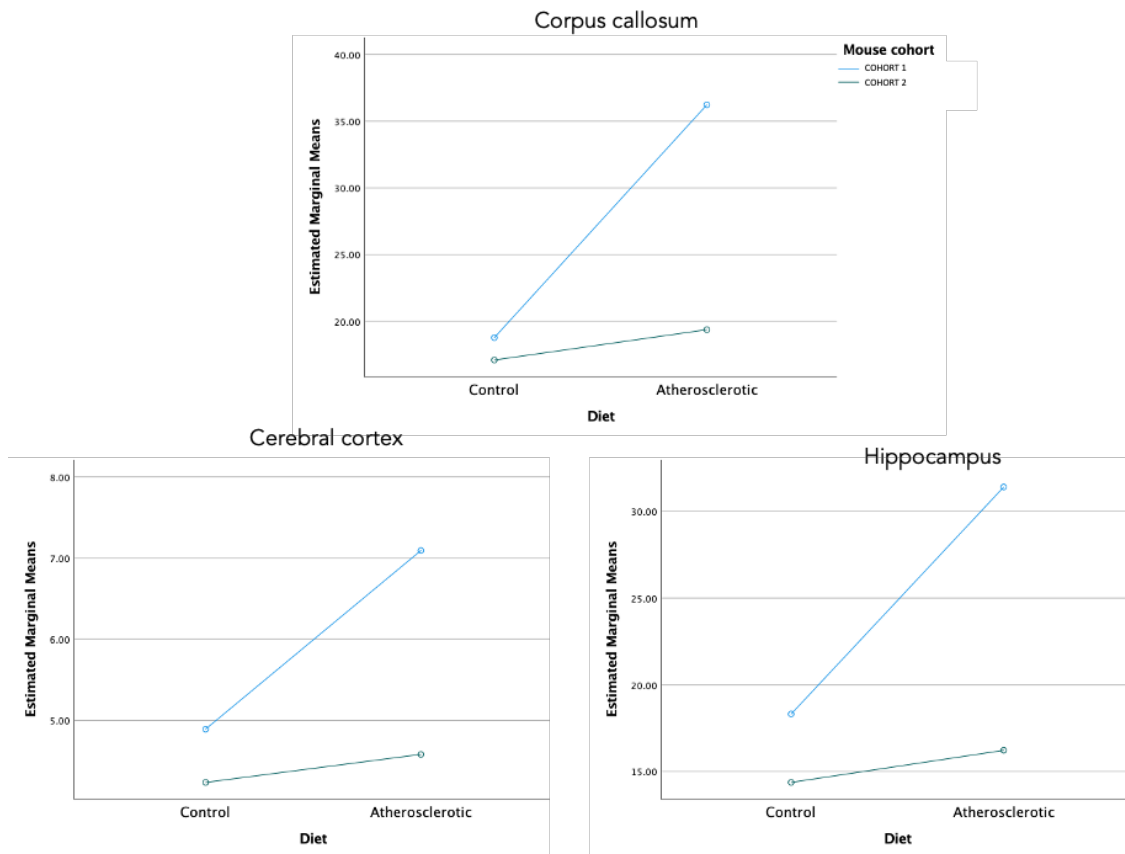 Corpus callosum
Mouse cohort
COHORT 1
COHORT 2
Estimated Marginal Means
40.00
35.00
30.00
25.00
20.00
Control Atherosclerotic
Diet
Cerebral cortex
Estimated Marginal Means
8.00
7.00
6.00
5.00
Control Atherosclerotic
Diet
Hippocampus
Estimated Marginal Means
30.00
25.00
20.00
15.00
Control Atherosclerotic
Diet